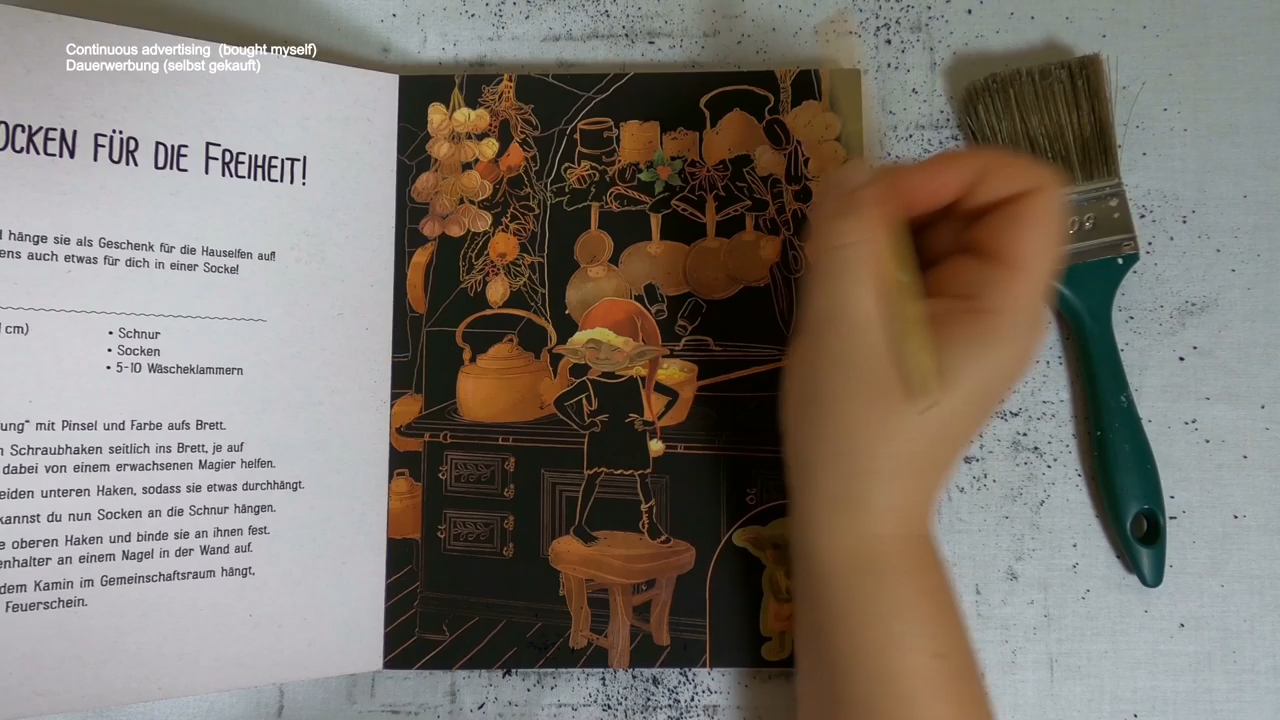 Continuous advertising (bought myself)
Dauerwerbung (selbst gekauft)
OCKEN FÜR DIE FREIHEIT!
hänge sie als Geschenk für die Hauselfen auf!
ens auch etwas für dich in einer Socke!
cm)
• Schnur
• Socken
• 5-10 Wäscheklammern
ung“ mit Pinsel und Farbe aufs Brett.
n Schraubhaken seitlich ins Brett, je auf
dabei von einem erwachsenen Magier helfen.
eiden unteren Haken, sodass sie etwas durchhängt.
kannst du nun Socken an die Schnur hängen.
e oberen Haken und binde sie an ihnen fest.
enhalter an einem Nagel in der Wand auf.
dem Kamin im Gemeinschaftsraum hängt,
Feuerschein.
60